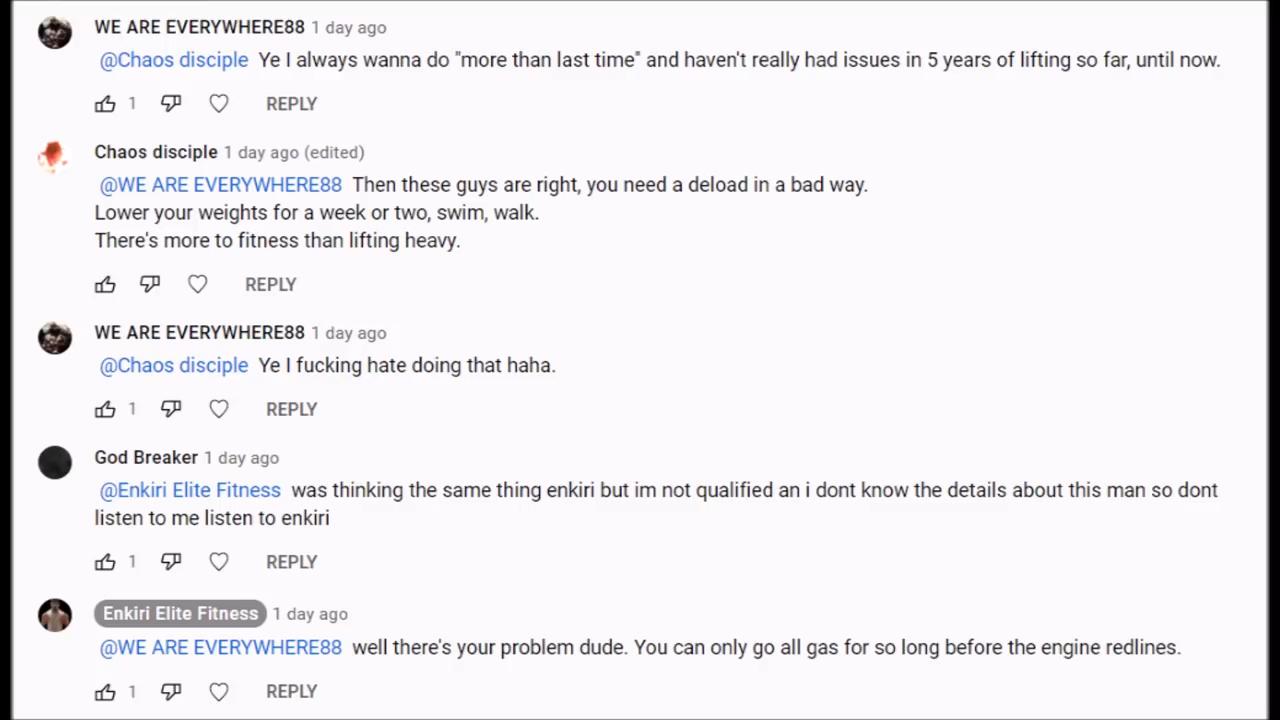 WE ARE EVERYWHERE88 1 day ago
@Chaos disciple Ye I always wanna do "more than last time" and haven't really had issues in 5 years of lifting so far, until now.
1 REPLY
Chaos disciple 1 day ago (edited)
@WE ARE EVERYWHERE88 Then these guys are right, you need a deload in a bad way.
Lower your weights for a week or two, swim, walk.
There's more to fitness than lifting heavy.
REPLY
WE ARE EVERYWHERE88 1 day ago
@Chaos disciple Ye I fucking hate doing that haha.
1 REPLY
God Breaker 1 day ago
@Enkiri Elite Fitness was thinking the same thing enkiri but im not qualified an i dont know the details about this man so dont
listen to me listen to enkiri
1 REPLY
Enkiri Elite Fitness 1 day ago
@WE ARE EVERYWHERE88 well there's your problem dude. You can only go all gas for so long before the engine redlines.
1 REPLY